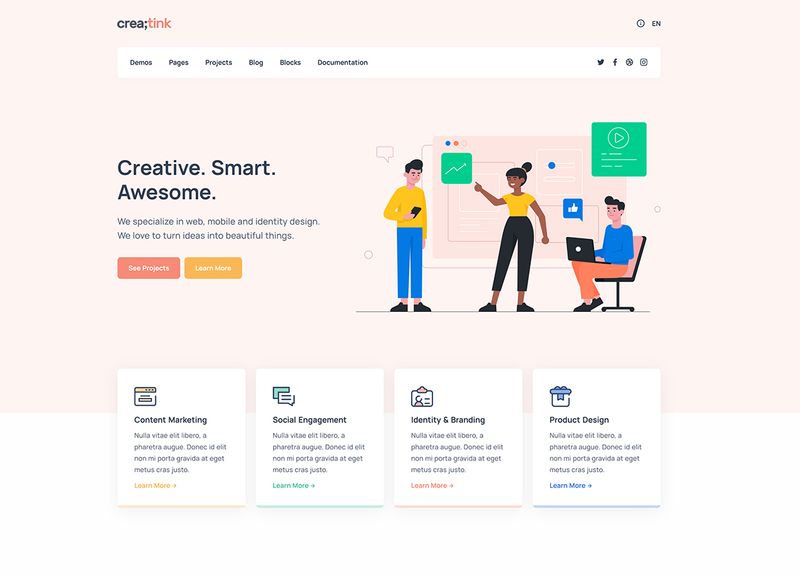 crea;tink
EN
Demos Pages Projects Blog Blocks Documentation
Creative. Smart.
Awesome.
We specialize in web, mobile and identity design.
We love to turn ideas into beautiful things.
See Projects Learn More
Content Marketing
Nulla vitae elit libero, a
pharetra augue. Donec id elit
non mi porta gravida at eget
metus cras justo.
Learn More →
Social Engagement
Nulla vitae elit libero, a
pharetra augue. Donec id elit
non mi porta gravida at eget
metus cras justo.
Learn More →
Identity & Branding
Nulla vitae elit libero, a
pharetra augue. Donec id elit
non mi porta gravida at eget
metus cras justo.
Learn More →
Product Design
Nulla vitae elit libero, a
pharetra augue. Donec id elit
non mi porta gravida at eget
metus cras justo.
Learn More →